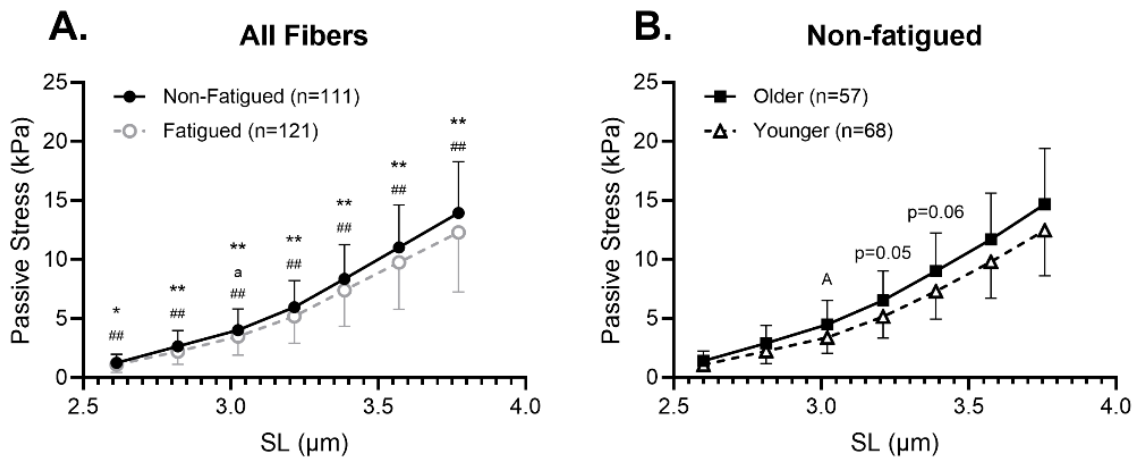 A.
All Fibers
Non-Fatigued (n=111)
Fatigued (n=121)
Passive Stress (kPa)
25
20
15
10
5
0
*
##
**
##
**
a
##
**
##
**
##
**
##
**
##
2.5
3.0
3.5
4.0
SL (µm)
B.
Non-fatigued
Older (n=57)
Younger (n=68)
Passive Stress (kPa)
25
20
15
10
5
0
A
p=0.05
p=0.06
2.5
3.0
3.5
4.0
SL (µm)